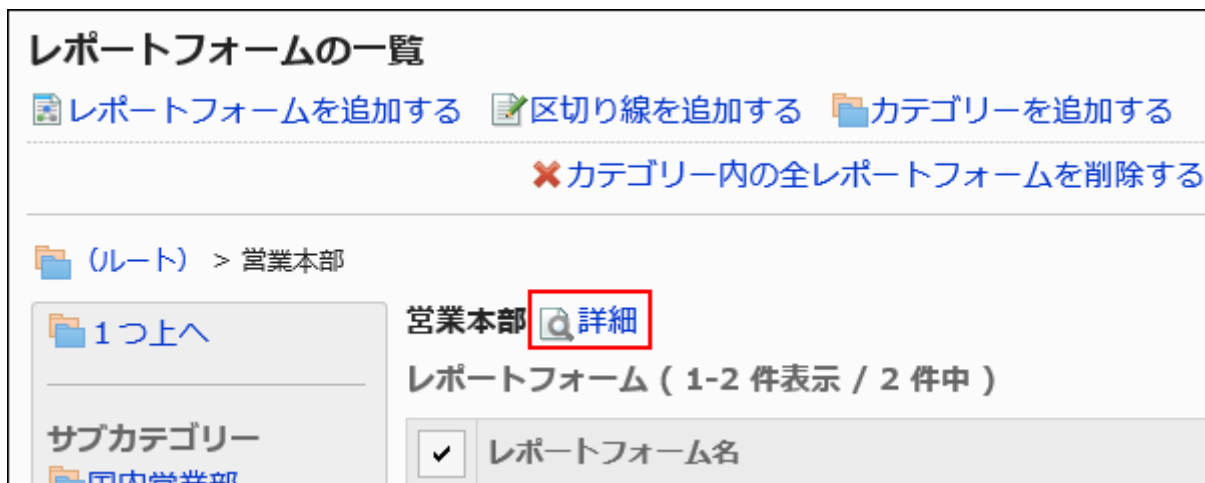 レポートフォームの一覧
レポートフォームを追加する 区切り線を追加する カテゴリーを追加する
カテゴリー内の全レポートフォームを削除する
（ルート） > 営業本部
1つ上へ
営業本部 詳細
レポートフォーム ( 1-2 件表示 / 2 件中 )
サブカテゴリー
レポートフォーム名
国内営業部